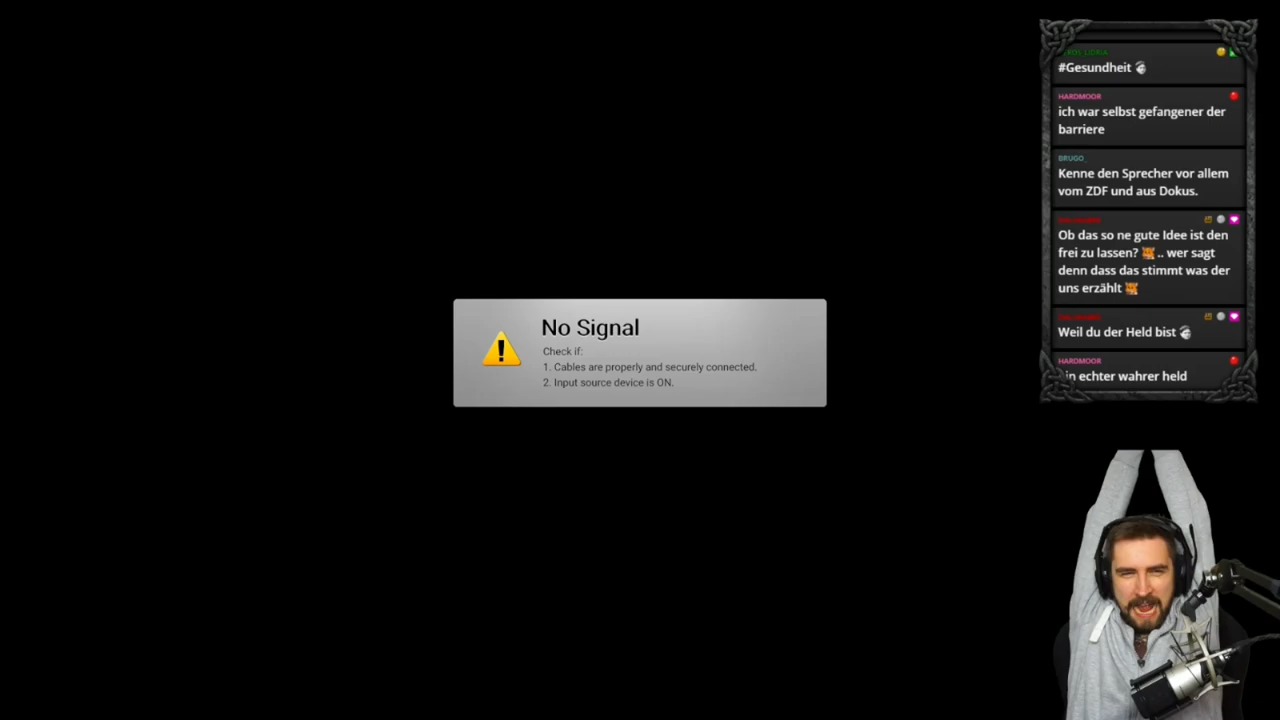 No Signal
Check if:
1. Cables are properly and securely connected.
2. Input source device is ON.
#Gesundheit
HARDMOOR
ich war selbst gefangener der
barriere
BRUGO_
Kenne den Sprecher vor allem
vom ZDF und aus Dokus.
Ob das so ne gute Idee ist den
frei zu lassen? .. wer sagt
denn dass das stimmt was der
uns erzählt
Weil du der Held bist
HARDMOOR
in echter wahrer held